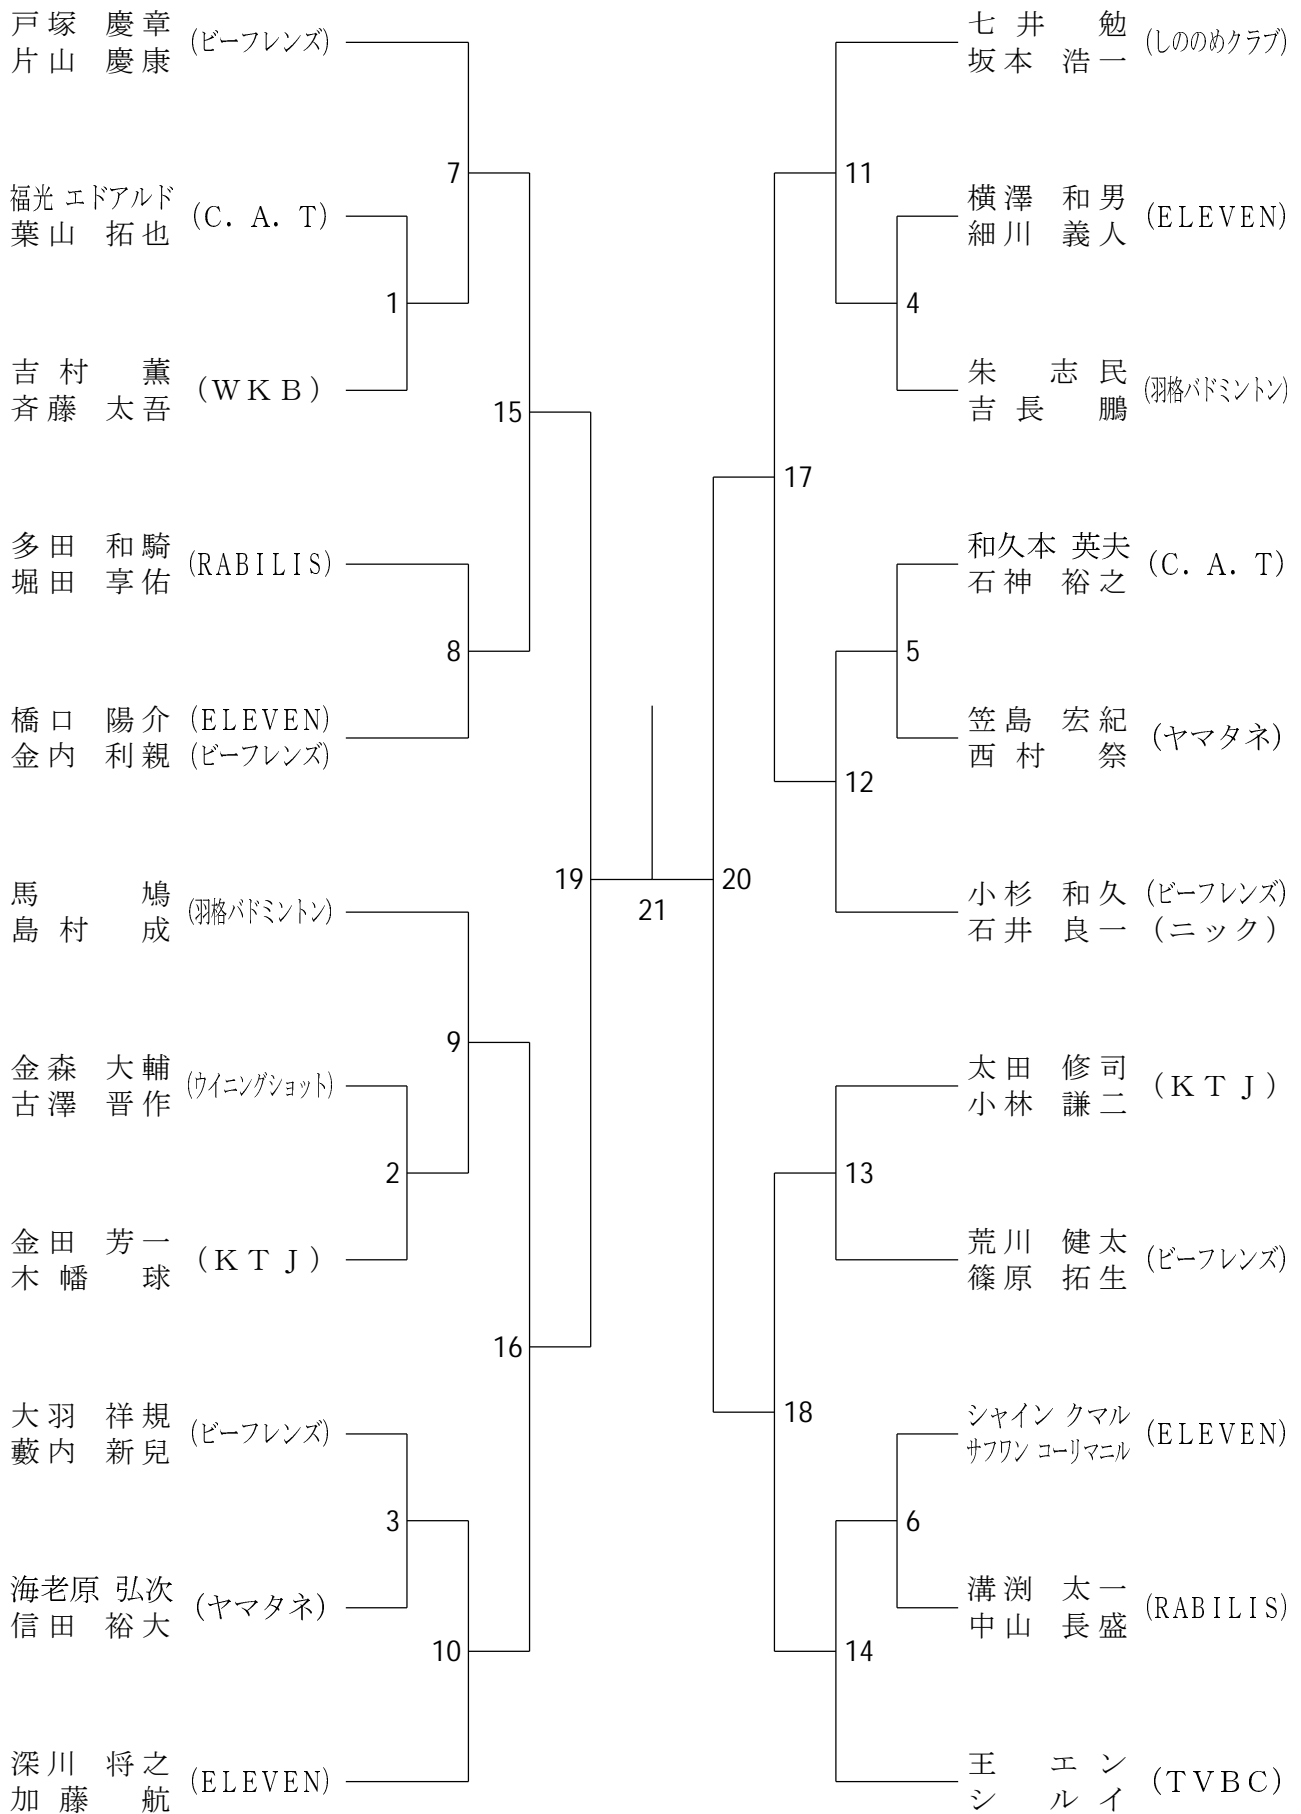 戸塚 慶章 (ビーフレンズ)
片山 慶康
7
福光 エドアルド (C. A. T)
葉山 拓也
1
吉村 薫 (WKB)
斉藤 太吾
15
多田 和騎 (RABILIS)
堀田 享佑
8
橋口 陽介 (ELEVEN)
金内 利親 (ビーフレンズ)
19
馬 鳩 (羽格バドミントン)
島村 成
9
金森 大輔 (ウイニングショット)
古澤 晋作
2
金田 芳一 (KTJ)
木幡 球
16
大羽 祥規 (ビーフレンズ)
藪内 新兒
3
海老原 弘次 (ヤマタネ)
信田 裕大
10
深川 将之 (ELEVEN)
加藤 航
21
七井 勉 (しののめクラブ)
坂本 浩一
11
横澤 和男 (ELEVEN)
細川 義人
4
朱 志民 (羽格バドミントン)
吉長 鵬
17
和久本 英夫 (C. A. T)
石神 裕之
5
笠島 宏紀 (ヤマタネ)
西村 祭
12
小杉 和久 (ビーフレンズ)
石井 良一 (ニック)
20
太田 修司 (KTJ)
小林 謙二
13
荒川 健太 (ビーフレンズ)
篠原 拓生
18
シャイン クマル (ELEVEN)
サフワン コーリマニル
6
溝渕 太一 (RABILIS)
中山 長盛
14
王 エン (TVBC)
シ ルイ